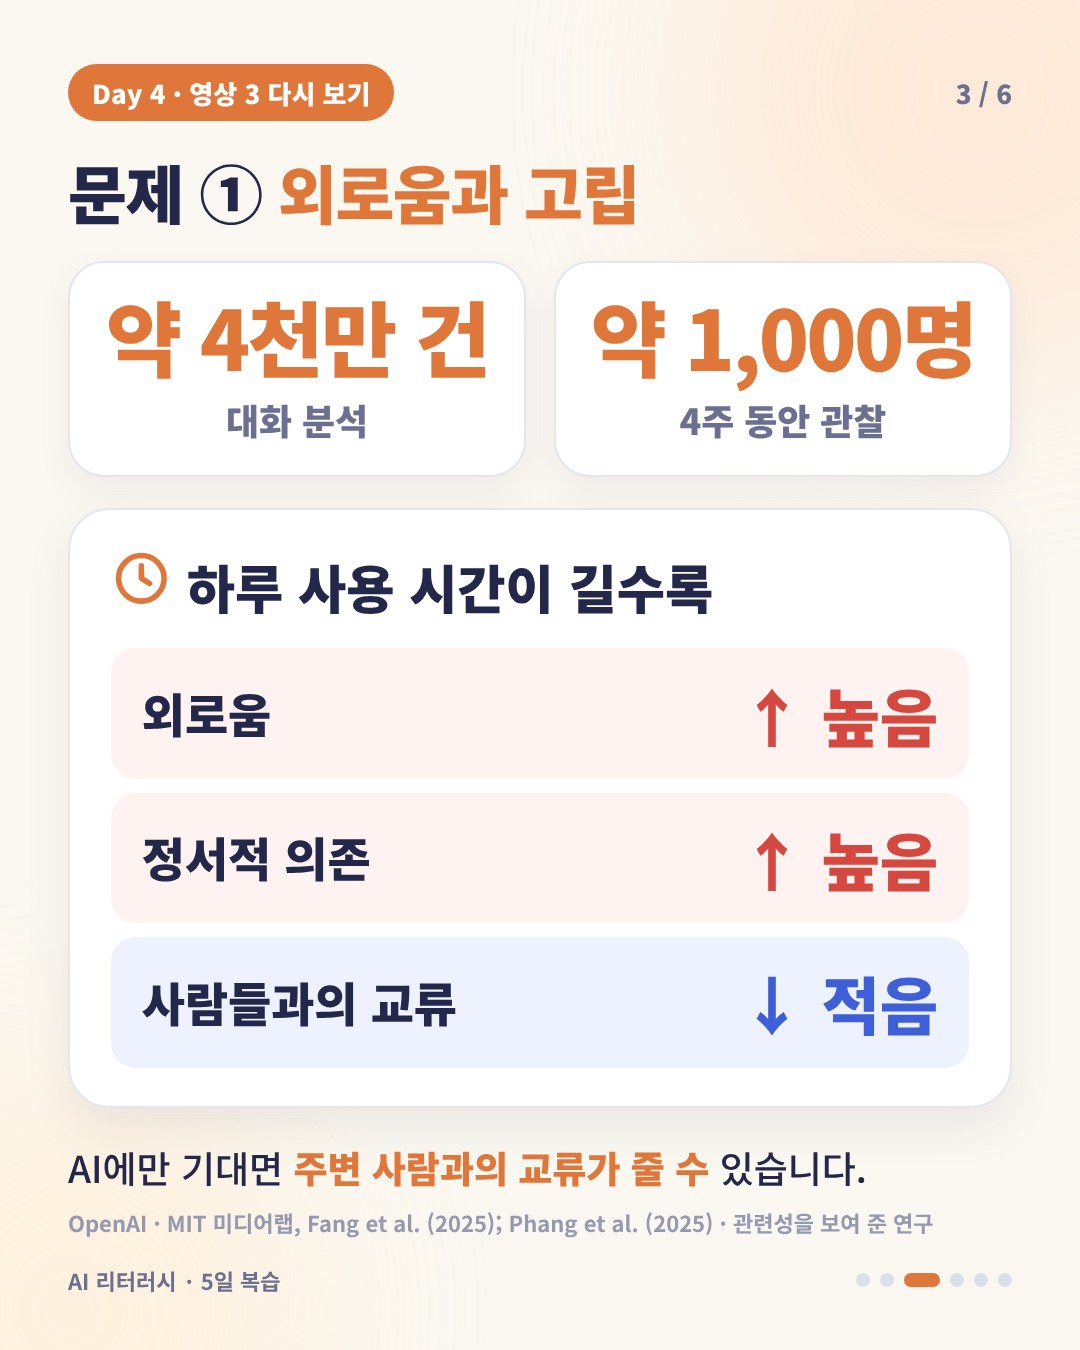 Day 4 · 영상 3 다시 보기
3 / 6
문제 ① 외로움과 고립
약 4천만 건
대화 분석
약 1,000명
4주 동안 관찰
하루 사용 시간이 길수록
외로움 ↑ 높음
정서적 의존 ↑ 높음
사람들과의 교류 ↓ 적음
AI에만 기대면 주변 사람과의 교류가 줄 수 있습니다.
OpenAI · MIT 미디어랩, Fang et al. (2025); Phang et al. (2025) · 관련성을 보여 준 연구
AI 리터러시 · 5일 복습